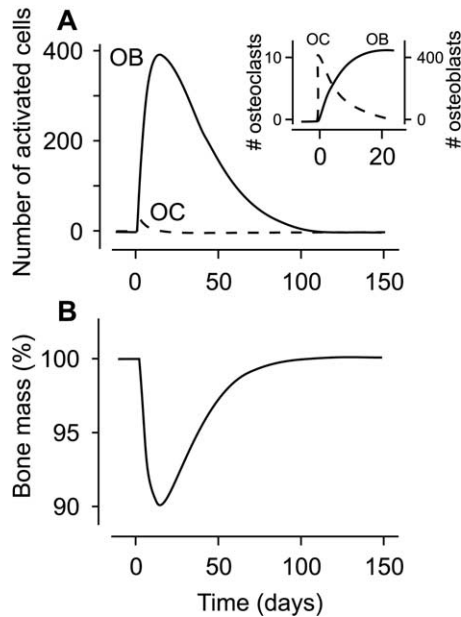 A
Number of activated cells
400
200
0
OB
OC
0 50 100 150
# osteoclasts
10
0
OC OB
400
0
# osteoblasts
0 20
B
Bone mass (%)
100
95
90
0 50 100 150
Time (days)